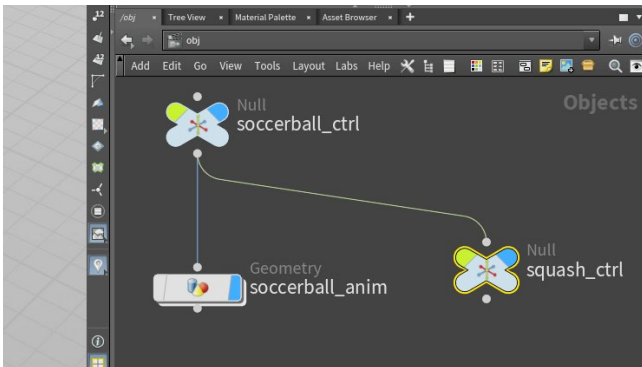 /obj Tree View Material Palette Asset Browser
obj
Add Edit Go View Tools Layout Labs Help
Objects
Null
soccerball_ctrl
Geometry
soccerball_anim
Null
squash_ctrl